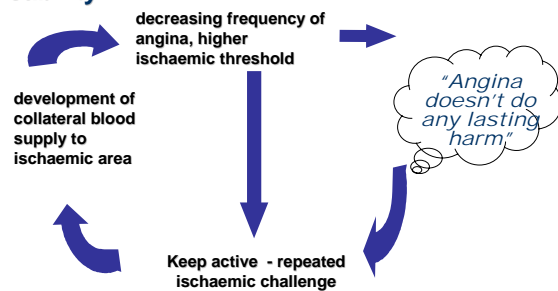 decreasing frequency of
angina, higher
ischaemic threshold
development of
collateral blood
supply to
ischaemic area
"Angina
doesn't do
any lasting
harm"
Keep active - repeated
ischaemic challenge